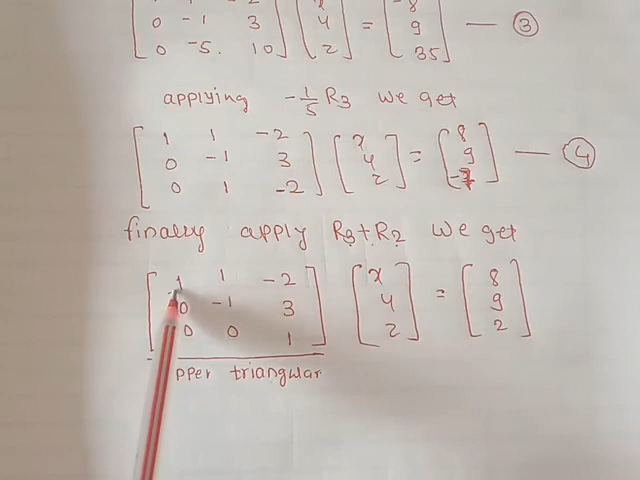 0 -1 3 4 = 9 — ③
0 -5. 10 2 35
applying -1/5 R3 we get
1 1 -2 x 8
0 -1 3 4 = 9 — ④
0 1 -2 2 -7
finally apply R3+R2 we get
1 1 -2 x 8
0 -1 3 4 = 9
0 0 1 2 2
pper triangular